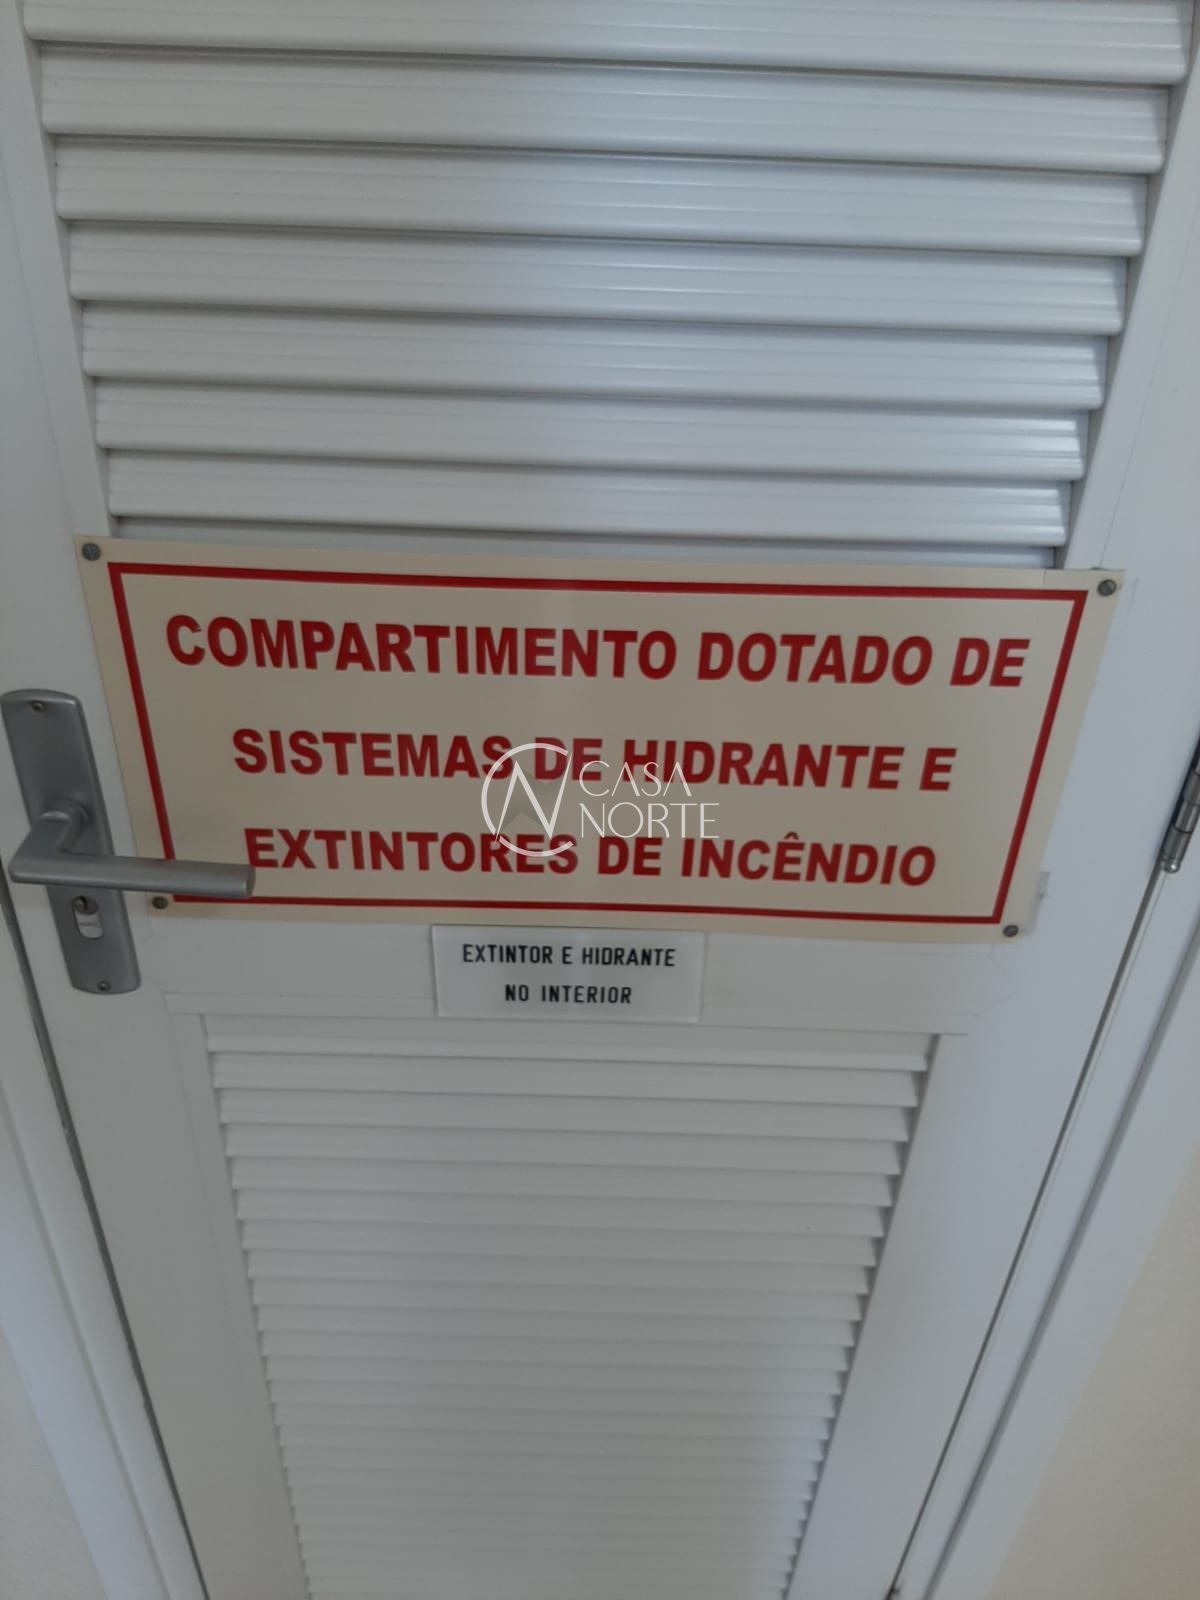 COMPARTIMENTO DOTADO DE
SISTEMAS DE HIDRANTE E
CASA
NORTE
EXTINTORES DE INCÊNDIO
EXTINTOR E HIDRANTE
NO INTERIOR